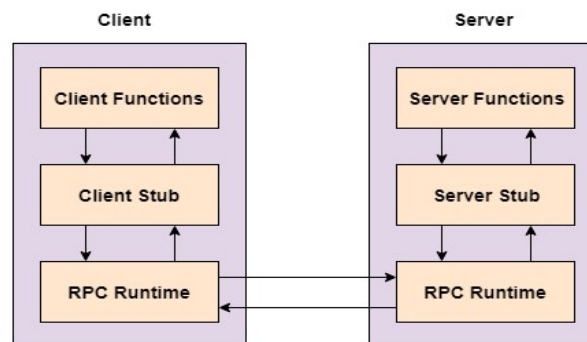 Client
Server
Client Functions
Server Functions
Client Stub
Server Stub
RPC Runtime
RPC Runtime